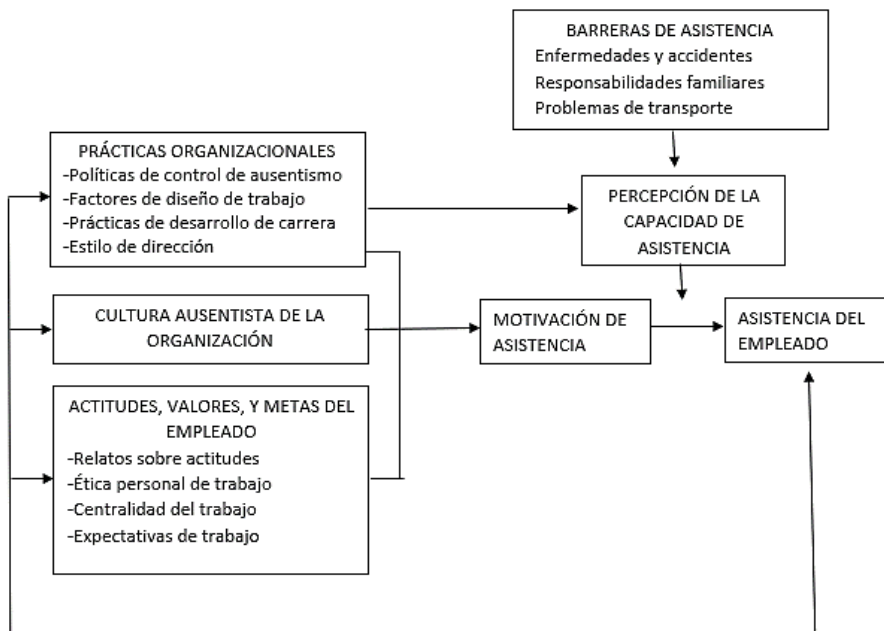 BARRERAS DE ASISTENCIA
Enfermedades y accidentes
Responsabilidades familiares
Problemas de transporte
PRÁCTICAS ORGANIZACIONALES
-Políticas de control de ausentismo
-Factores de diseño de trabajo
-Prácticas de desarrollo de carrera
-Estilo de dirección
PERCEPCIÓN DE LA
CAPACIDAD DE
ASISTENCIA
CULTURA AUSENTISTA DE LA
ORGANIZACIÓN
MOTIVACIÓN DE
ASISTENCIA
ASISTENCIA DEL
EMPLEADO
ACTITUDES, VALORES, Y METAS DEL
EMPLEADO
-Relatos sobre actitudes
-Ética personal de trabajo
-Centralidad del trabajo
-Expectativas de trabajo